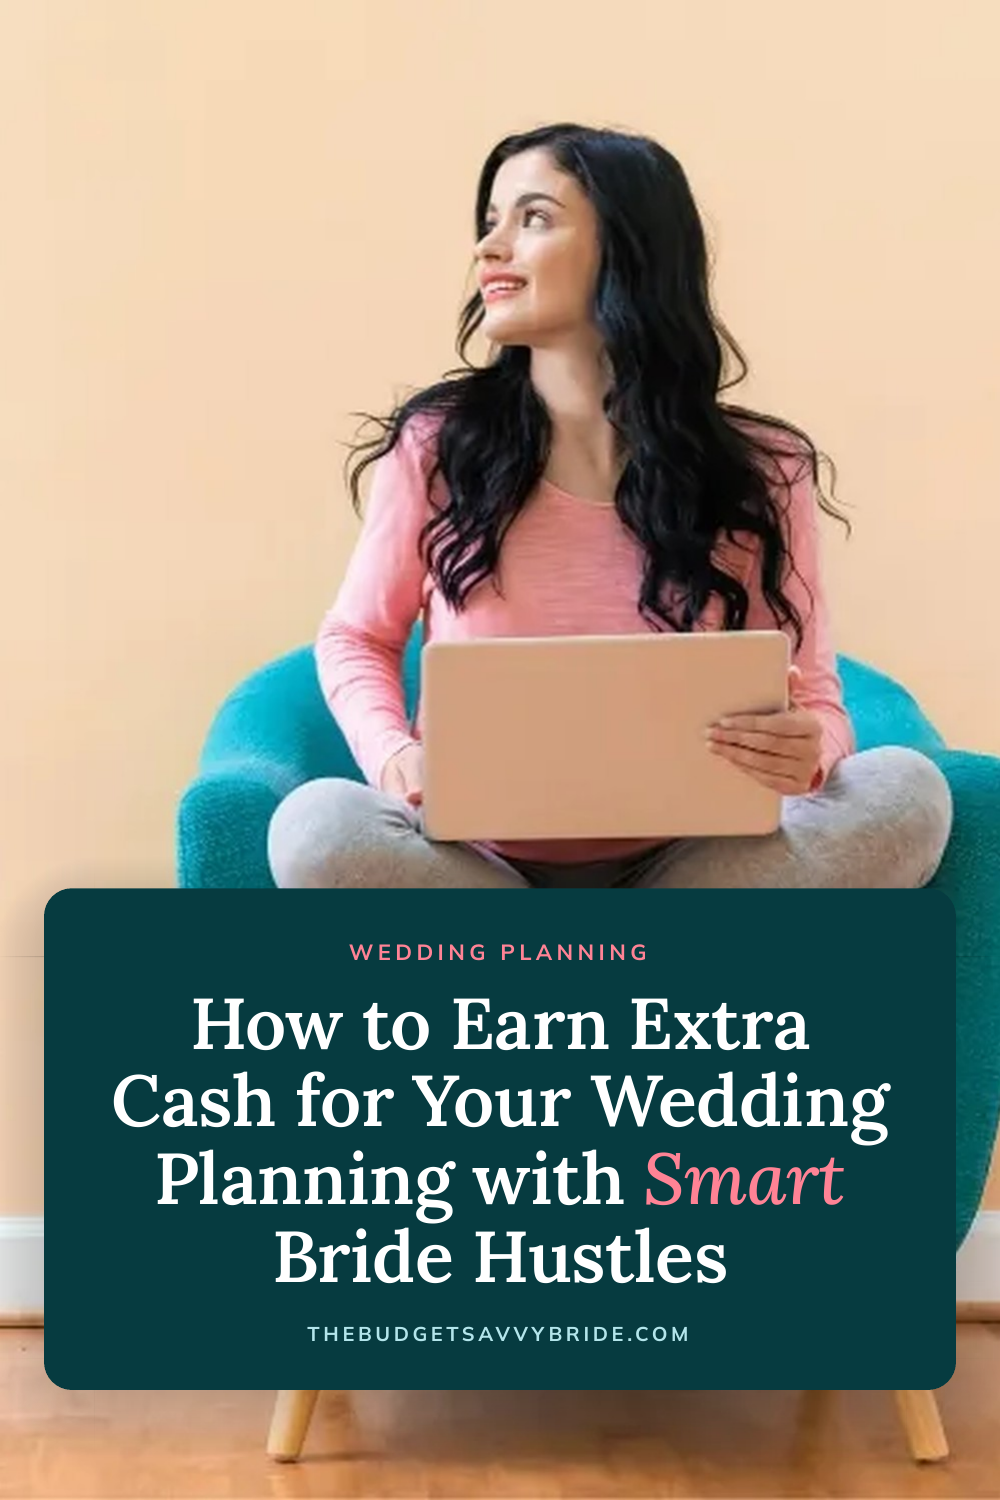 WEDDING PLANNING
How to Earn Extra
Cash for Your Wedding
Planning with Smart
Bride Hustles
THEBUDGETSAVVYBRIDE.COM